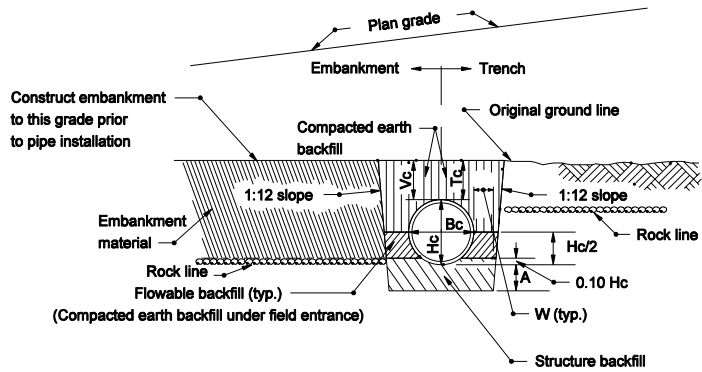 Plan grade
Embankment
Trench
Construct embankment
to this grade prior
to pipe installation
Original ground line
Compacted earth
backfill
Vc
Tc
1:12 slope
1:12 slope
Embankment
material
Bc
Hc
Hc/2
Rock line
Rock line
Flowable backfill (typ.)
(Compacted earth backfill under field entrance)
A
0.10 Hc
W (typ.)
Structure backfill